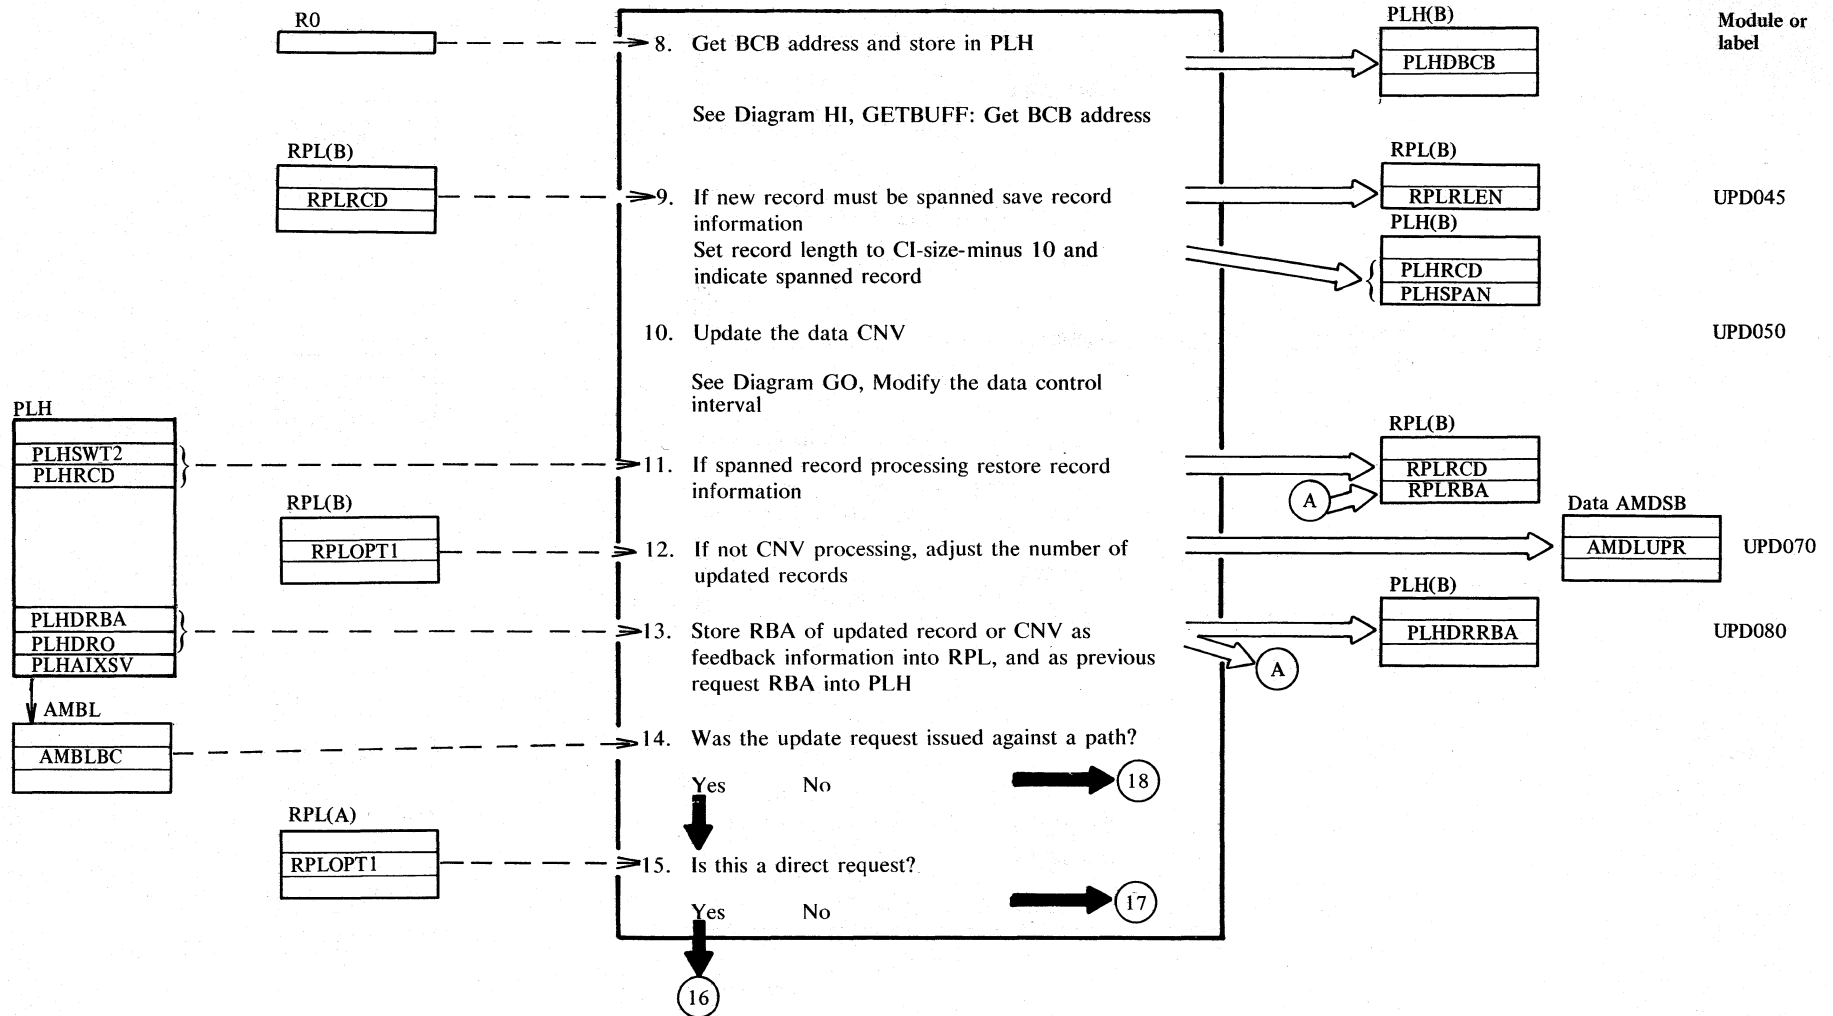 R0
8. Get BCB address and store in PLH
PLH(B)
PLHDBCB
Module or
label
See Diagram HI, GETBUFF: Get BCB address
RPL(B)
RPLRCD
9. If new record must be spanned save record
information
Set record length to CI-size-minus 10 and
indicate spanned record
RPL(B)
RPLRLEN
UPD045
PLH(B)
PLHRCD
PLHSPAN
10. Update the data CNV
UPD050
See Diagram GO, Modify the data control
interval
PLH
PLHSWT2
PLHRCD
11. If spanned record processing restore record
information
RPL(B)
RPLRCD
RPLRBA
A
RPL(B)
RPLOPT1
12. If not CNV processing, adjust the number of
updated records
Data AMDSB
AMDLUPR
UPD070
PLHDRBA
PLHDRO
PLHAIXSV
13. Store RBA of updated record or CNV as
feedback information into RPL, and as previous
request RBA into PLH
PLH(B)
PLHDRRBA
UPD080
A
AMBL
AMBLBC
14. Was the update request issued against a path?
Yes No
18
RPL(A)
RPLOPT1
15. Is this a direct request?
Yes No
17
16